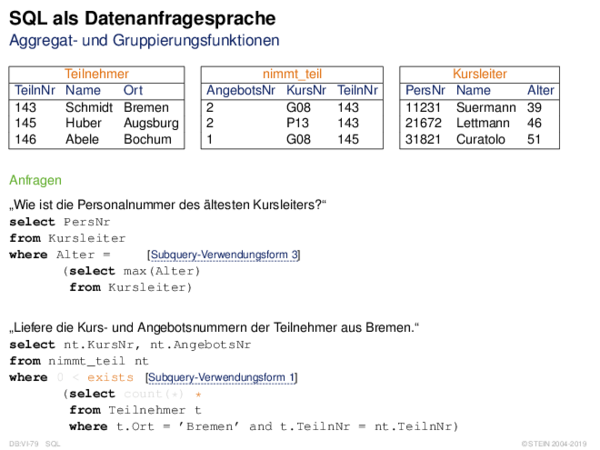 SQL als Datenanfragesprache
Aggregat- und Gruppierungsfunktionen
Teilnehmer
TeilnNr Name Ort
143 Schmidt Bremen
145 Huber Augsburg
146 Abele Bochum
nimmt_teil
AngebotsNr KursNr TeilnNr
2 G08 143
2 P13 143
1 G08 145
Kursleiter
PersNr Name Alter
11231 Suermann 39
21672 Lettmann 46
31821 Curatolo 51
Anfragen
„Wie ist die Personalnummer des ältesten Kursleiters?“
select PersNr
from Kursleiter
where Alter = [Subquery-Verwendungsform 3]
(select max(Alter)
from Kursleiter)
„Liefere die Kurs- und Angebotsnummern der Teilnehmer aus Bremen.“
select nt.KursNr, nt.AngebotsNr
from nimmt_teil nt
where 0 < exists [Subquery-Verwendungsform 1]
(select count(*) *
from Teilnehmer t
where t.Ort = ’Bremen’ and t.TeilnNr = nt.TeilnNr)
DB:VI-79 SQL © STEIN 2004-2019